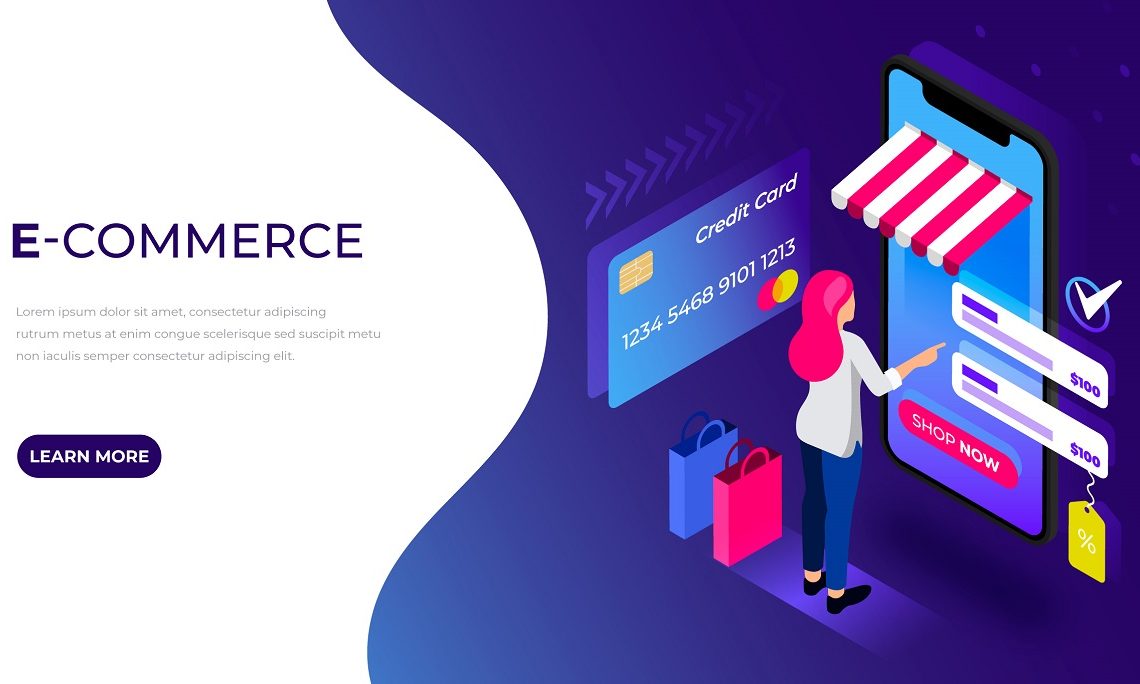 E-COMMERCE
Lorem ipsum dolor sit amet, consectetur adipiscing
rutrum metus at enim congue scelerisque sed suscipit metu
non iaculis semper consectetur adipiscing elit.
LEARN MORE
Credit Card
1234 5468 9101 1213
$100
$100
SHOP NOW
%